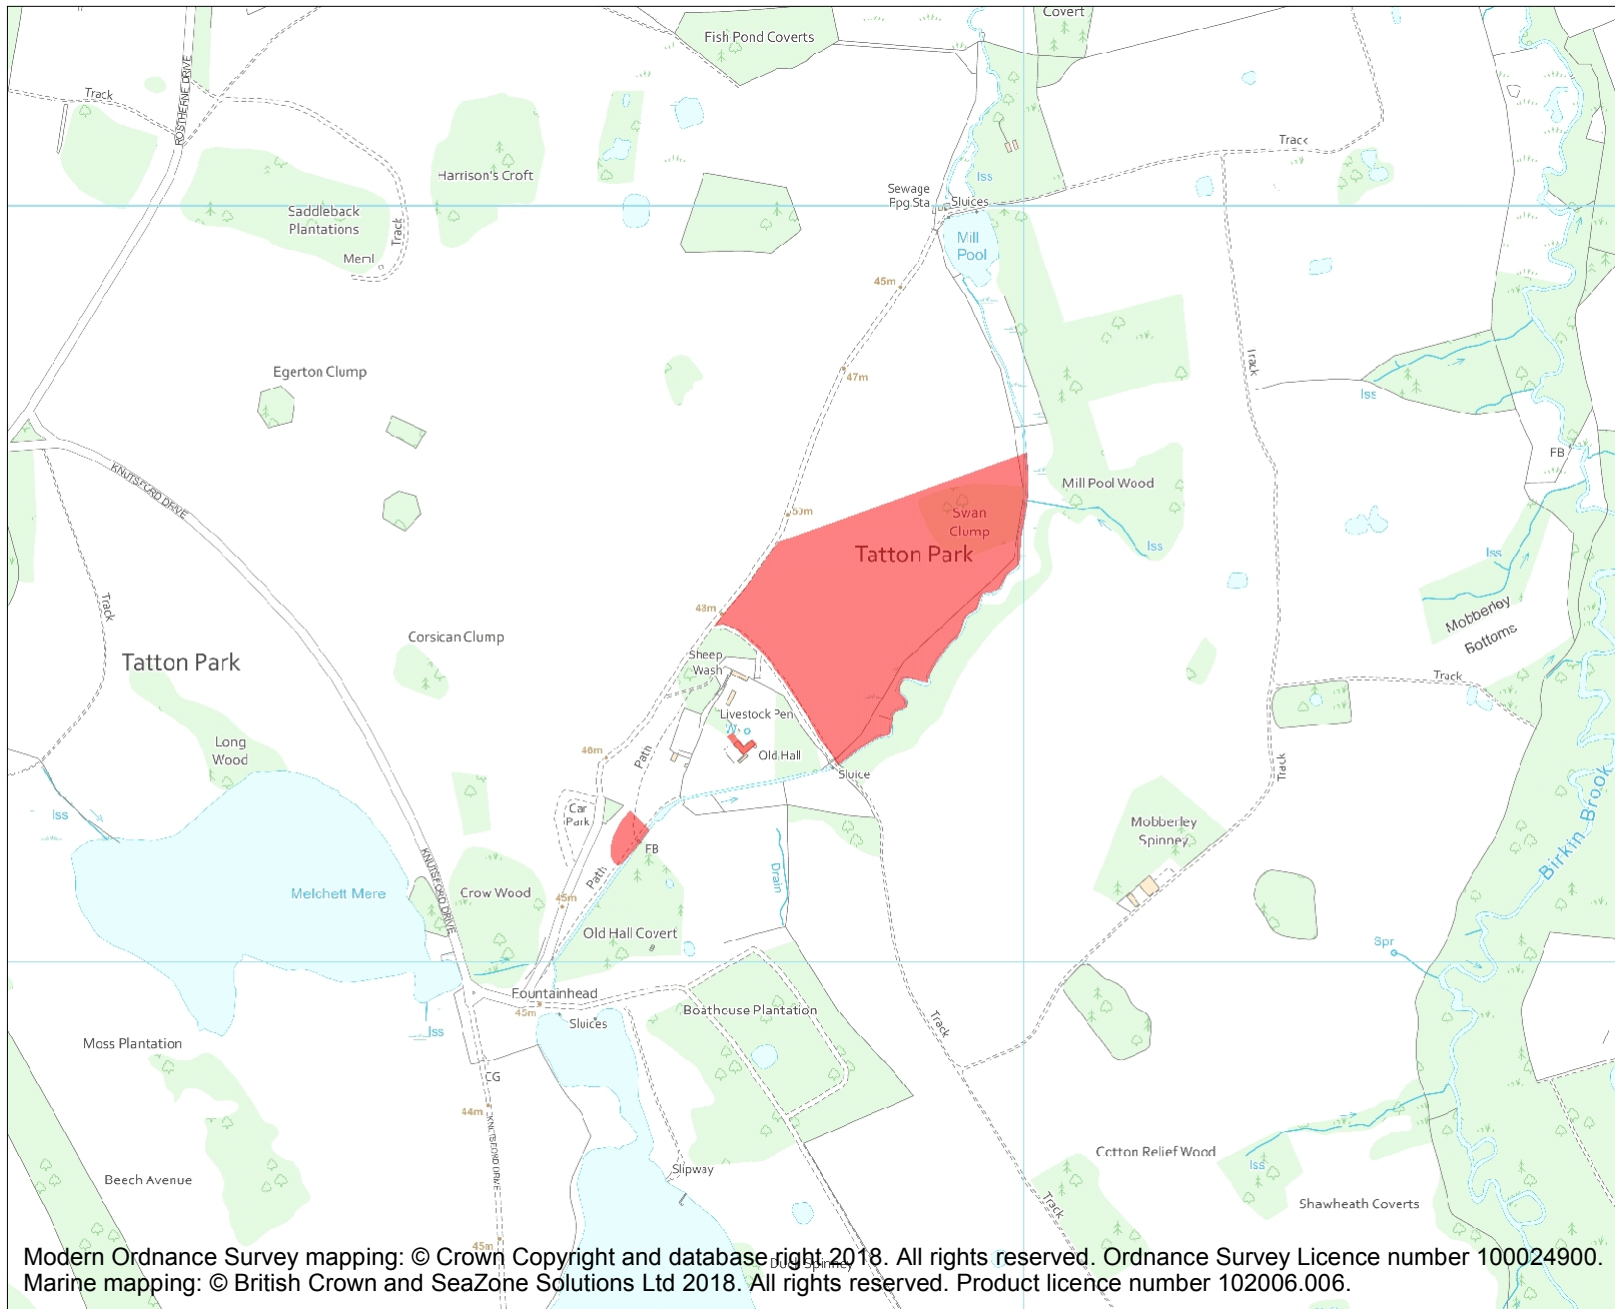 Covert
Fish Pond Coverts
ROSTHERNE DRIVE
Track
Track
Harrison's Croft
Iss
Sewage
Ppg Sta
Sluices
Saddleback
Plantations
Track
Mill
Pool
Meml
45m
Track
Egerton Clump
47m
Iss
FB
KNUTSFORD DRIVE
Mill Pool Wood
50m
Swan
Clump
Iss
Iss
Tatton Park
Track
48m
Mobberley
Bottoms
Corsican Clump
Sheep
Wash
Tatton Park
Track
Livestock Pen
Long
Wood
46m
Path
Old Hall
Sluice
Track
Birkin Brook
Iss
Car
Park
Mobberley
Spinney
FB
KNUTSFORD DRIVE
Path
Drain
Melchett Mere
Crow Wood
45m
Old Hall Covert
Spr
Fountainhead
45m
Sluices
Boathouse Plantation
Track
Iss
Moss Plantation
CG
44m
KNUTSFORD DRIVE
Cotton Relief Wood
Iss
Slipway
Beech Avenue
Track
Shawheath Coverts
45m
Duck Spinney
Modern Ordnance Survey mapping: © Crown Copyright and database right 2018. All rights reserved. Ordnance Survey Licence number 100024900.
Marine mapping: © British Crown and SeaZone Solutions Ltd 2018. All rights reserved. Product licence number 102006.006.